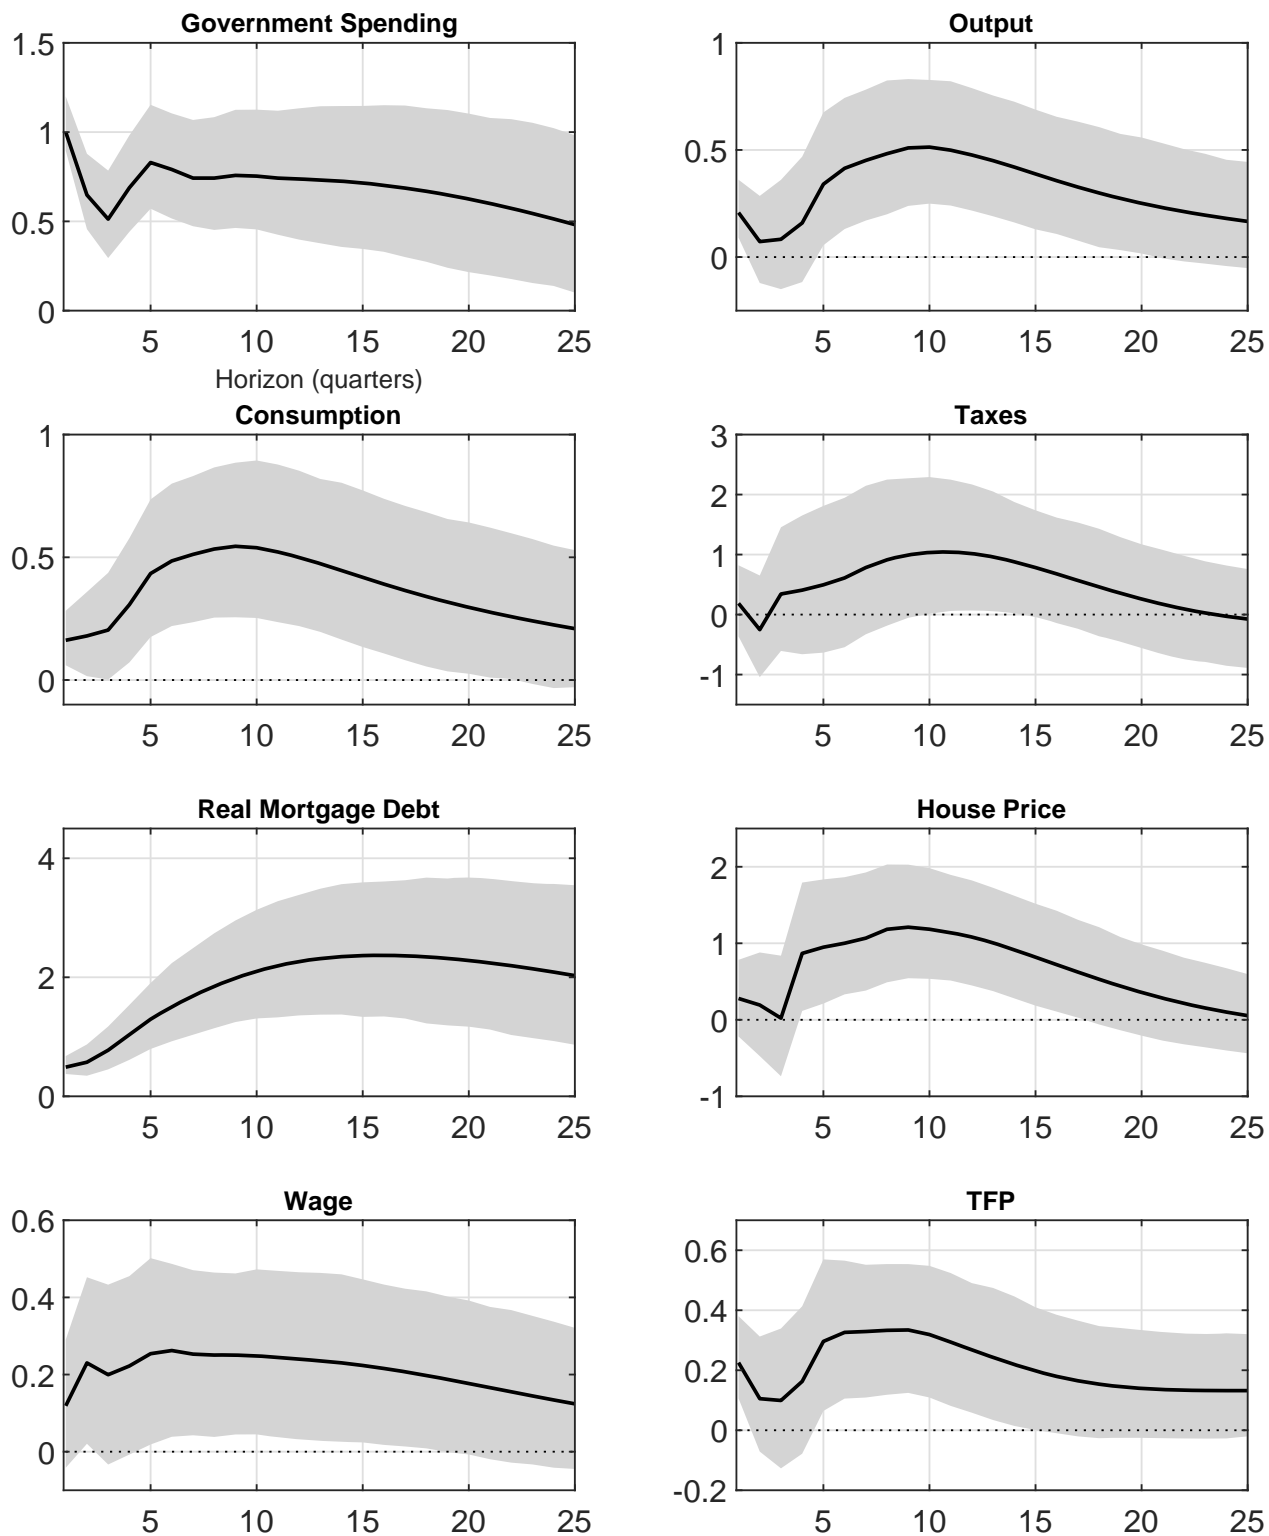 Government Spending
1.5
1
0.5
0
5 10 15 20 25
Horizon (quarters)
Output
1
0.5
0
5 10 15 20 25
Consumption
1
0.5
0
5 10 15 20 25
Taxes
3
2
1
0
-1
5 10 15 20 25
Real Mortgage Debt
4
2
0
5 10 15 20 25
House Price
2
1
0
-1
5 10 15 20 25
Wage
0.6
0.4
0.2
0
5 10 15 20 25
TFP
0.6
0.4
0.2
0
-0.2
5 10 15 20 25